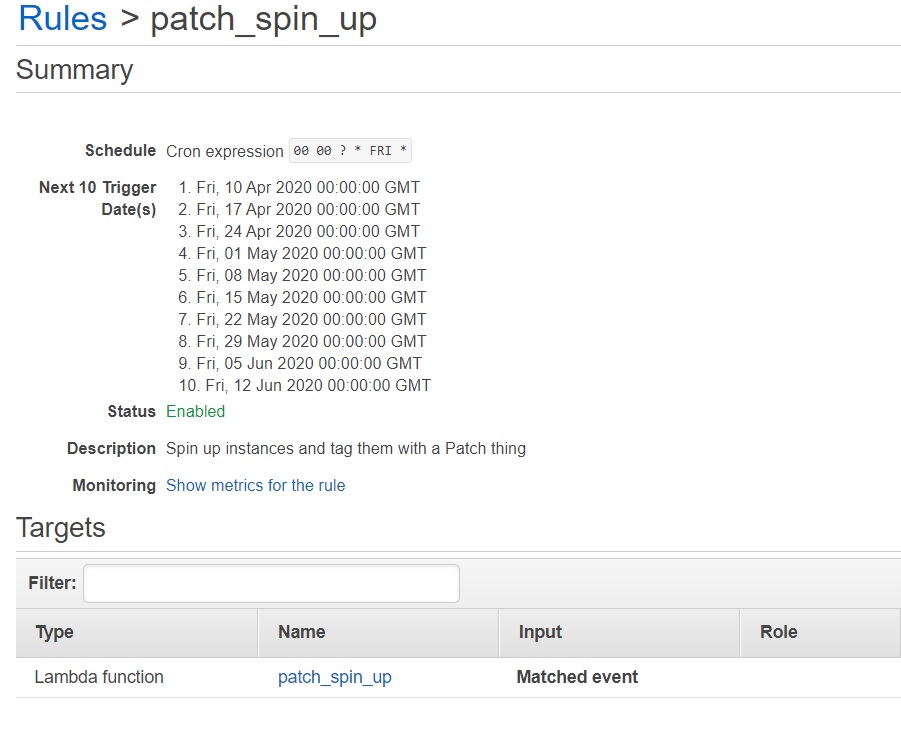 Rules > patch_spin_up
Summary
Schedule Cron expression 00 00 ? * FRI *
Next 10 Trigger 1. Fri, 10 Apr 2020 00:00:00 GMT
Date(s) 2. Fri, 17 Apr 2020 00:00:00 GMT
3. Fri, 24 Apr 2020 00:00:00 GMT
4. Fri, 01 May 2020 00:00:00 GMT
5. Fri, 08 May 2020 00:00:00 GMT
6. Fri, 15 May 2020 00:00:00 GMT
7. Fri, 22 May 2020 00:00:00 GMT
8. Fri, 29 May 2020 00:00:00 GMT
9. Fri, 05 Jun 2020 00:00:00 GMT
10. Fri, 12 Jun 2020 00:00:00 GMT
Status Enabled
Description Spin up instances and tag them with a Patch thing
Monitoring Show metrics for the rule
Targets
Filter:
Type Name Input Role
Lambda function patch_spin_up Matched event